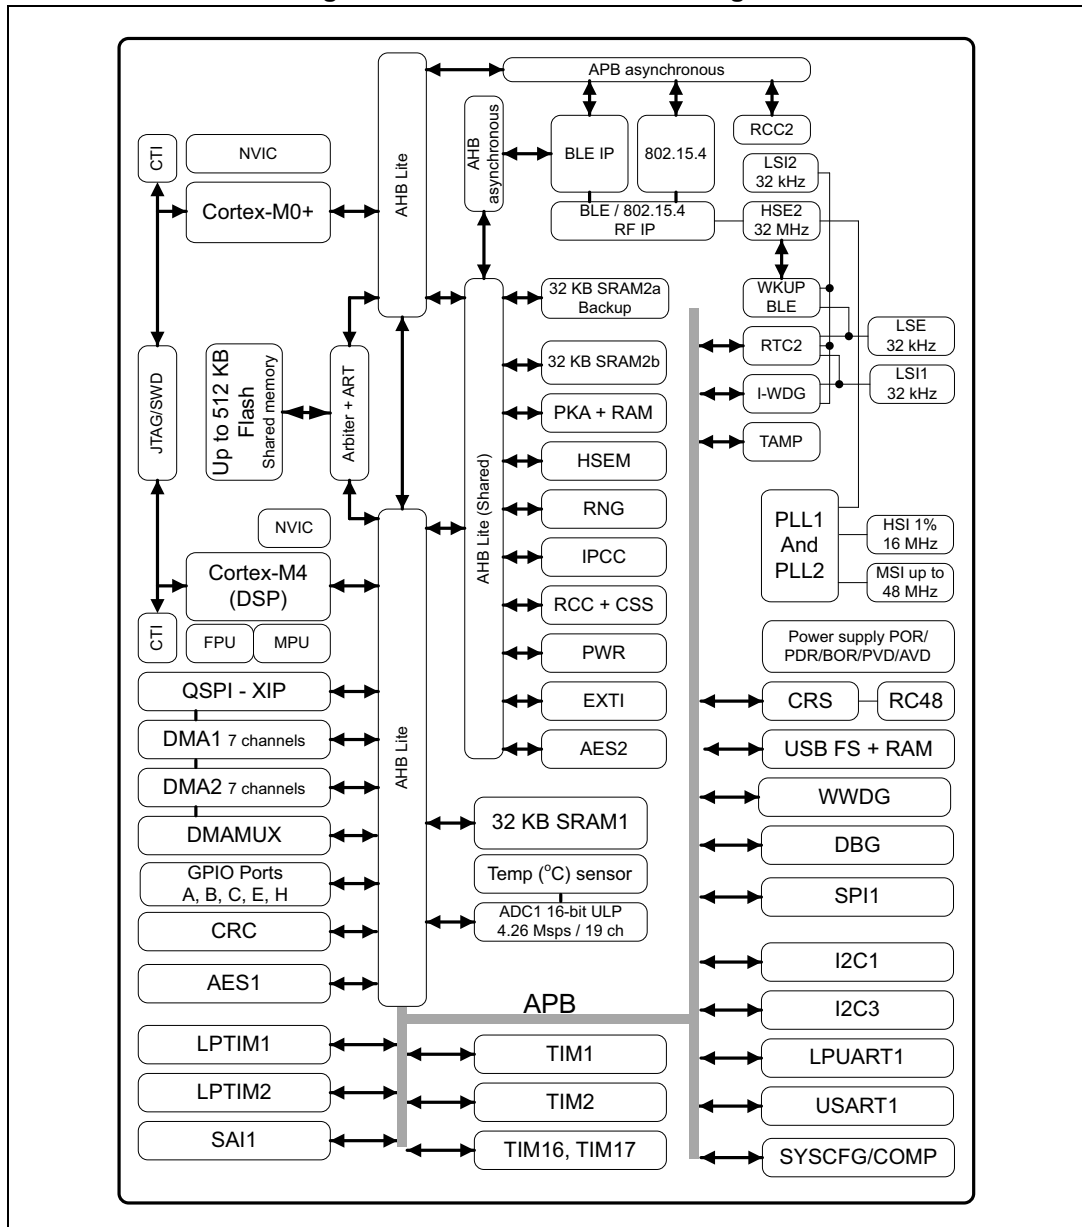 APB asynchronous
AHB Lite
AHB
asynchronous
BLE IP
802.15.4
RCC2
CTI
NVIC
Cortex-M0+
LSI2
32 kHz
BLE / 802.15.4
RF IP
HSE2
32 MHz
32 KB SRAM2a
Backup
WKUP
BLE
LSE
32 kHz
RTC2
LSI1
32 kHz
I-WDG
TAMP
JTAG/SWD
Up to 512 KB
Flash
Shared memory
Arbiter + ART
AHB Lite (Shared)
32 KB SRAM2b
PKA + RAM
HSEM
RNG
IPCC
RCC + CSS
PWR
EXTI
AES2
PLL1
And
PLL2
HSI 1%
16 MHz
MSI up to
48 MHz
NVIC
Cortex-M4
(DSP)
CTI
FPU
MPU
Power supply POR/
PDR/BOR/PVD/AVD
QSPI - XIP
DMA1 7 channels
DMA2 7 channels
DMAMUX
GPIO Ports
A, B, C, E, H
CRC
AES1
AHB Lite
32 KB SRAM1
Temp (°C) sensor
ADC1 16-bit ULP
4.26 Msps / 19 ch
CRS
RC48
USB FS + RAM
WWDG
DBG
SPI1
I2C1
I2C3
LPUART1
USART1
SYSCFG/COMP
APB
LPTIM1
LPTIM2
SAI1
TIM1
TIM2
TIM16, TIM17